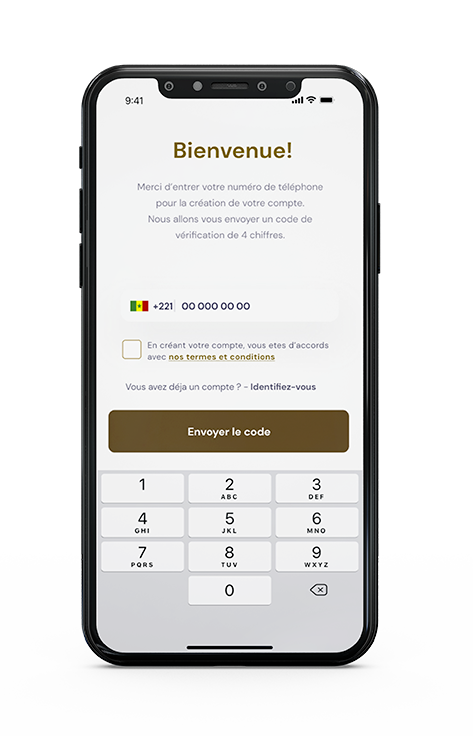 9:41
Bienvenue!
Merci d'entrer votre numéro de téléphone
pour la création de votre compte.
Nous allons vous envoyer un code de
vérification de 4 chiffres.
+221 00 000 00 00
En créant votre compte, vous etes d'accords
avec nos termes et conditions
Vous avez déja un compte ? - Identifiez-vous
Envoyer le code
1 2 3
ABC DEF
4 5 6
GHI JKL MNO
7 8 9
PQRS TUV WXYZ
0